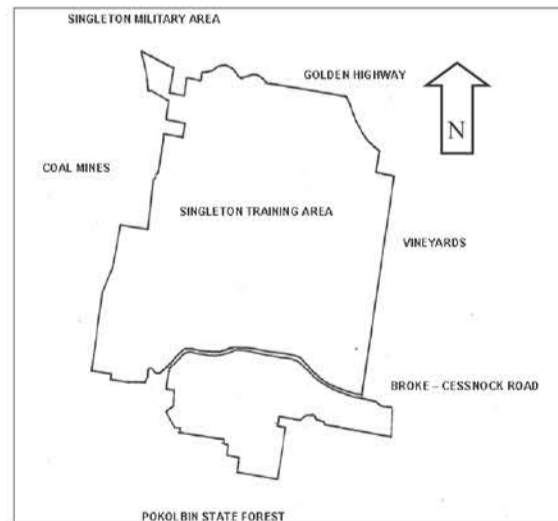 SINGLETON MILITARY AREA
GOLDEN HIGHWAY
N
COAL MINES
SINGLETON TRAINING AREA
VINEYARDS
BROKE – CESSNOCK ROAD
POKOLBIN STATE FOREST